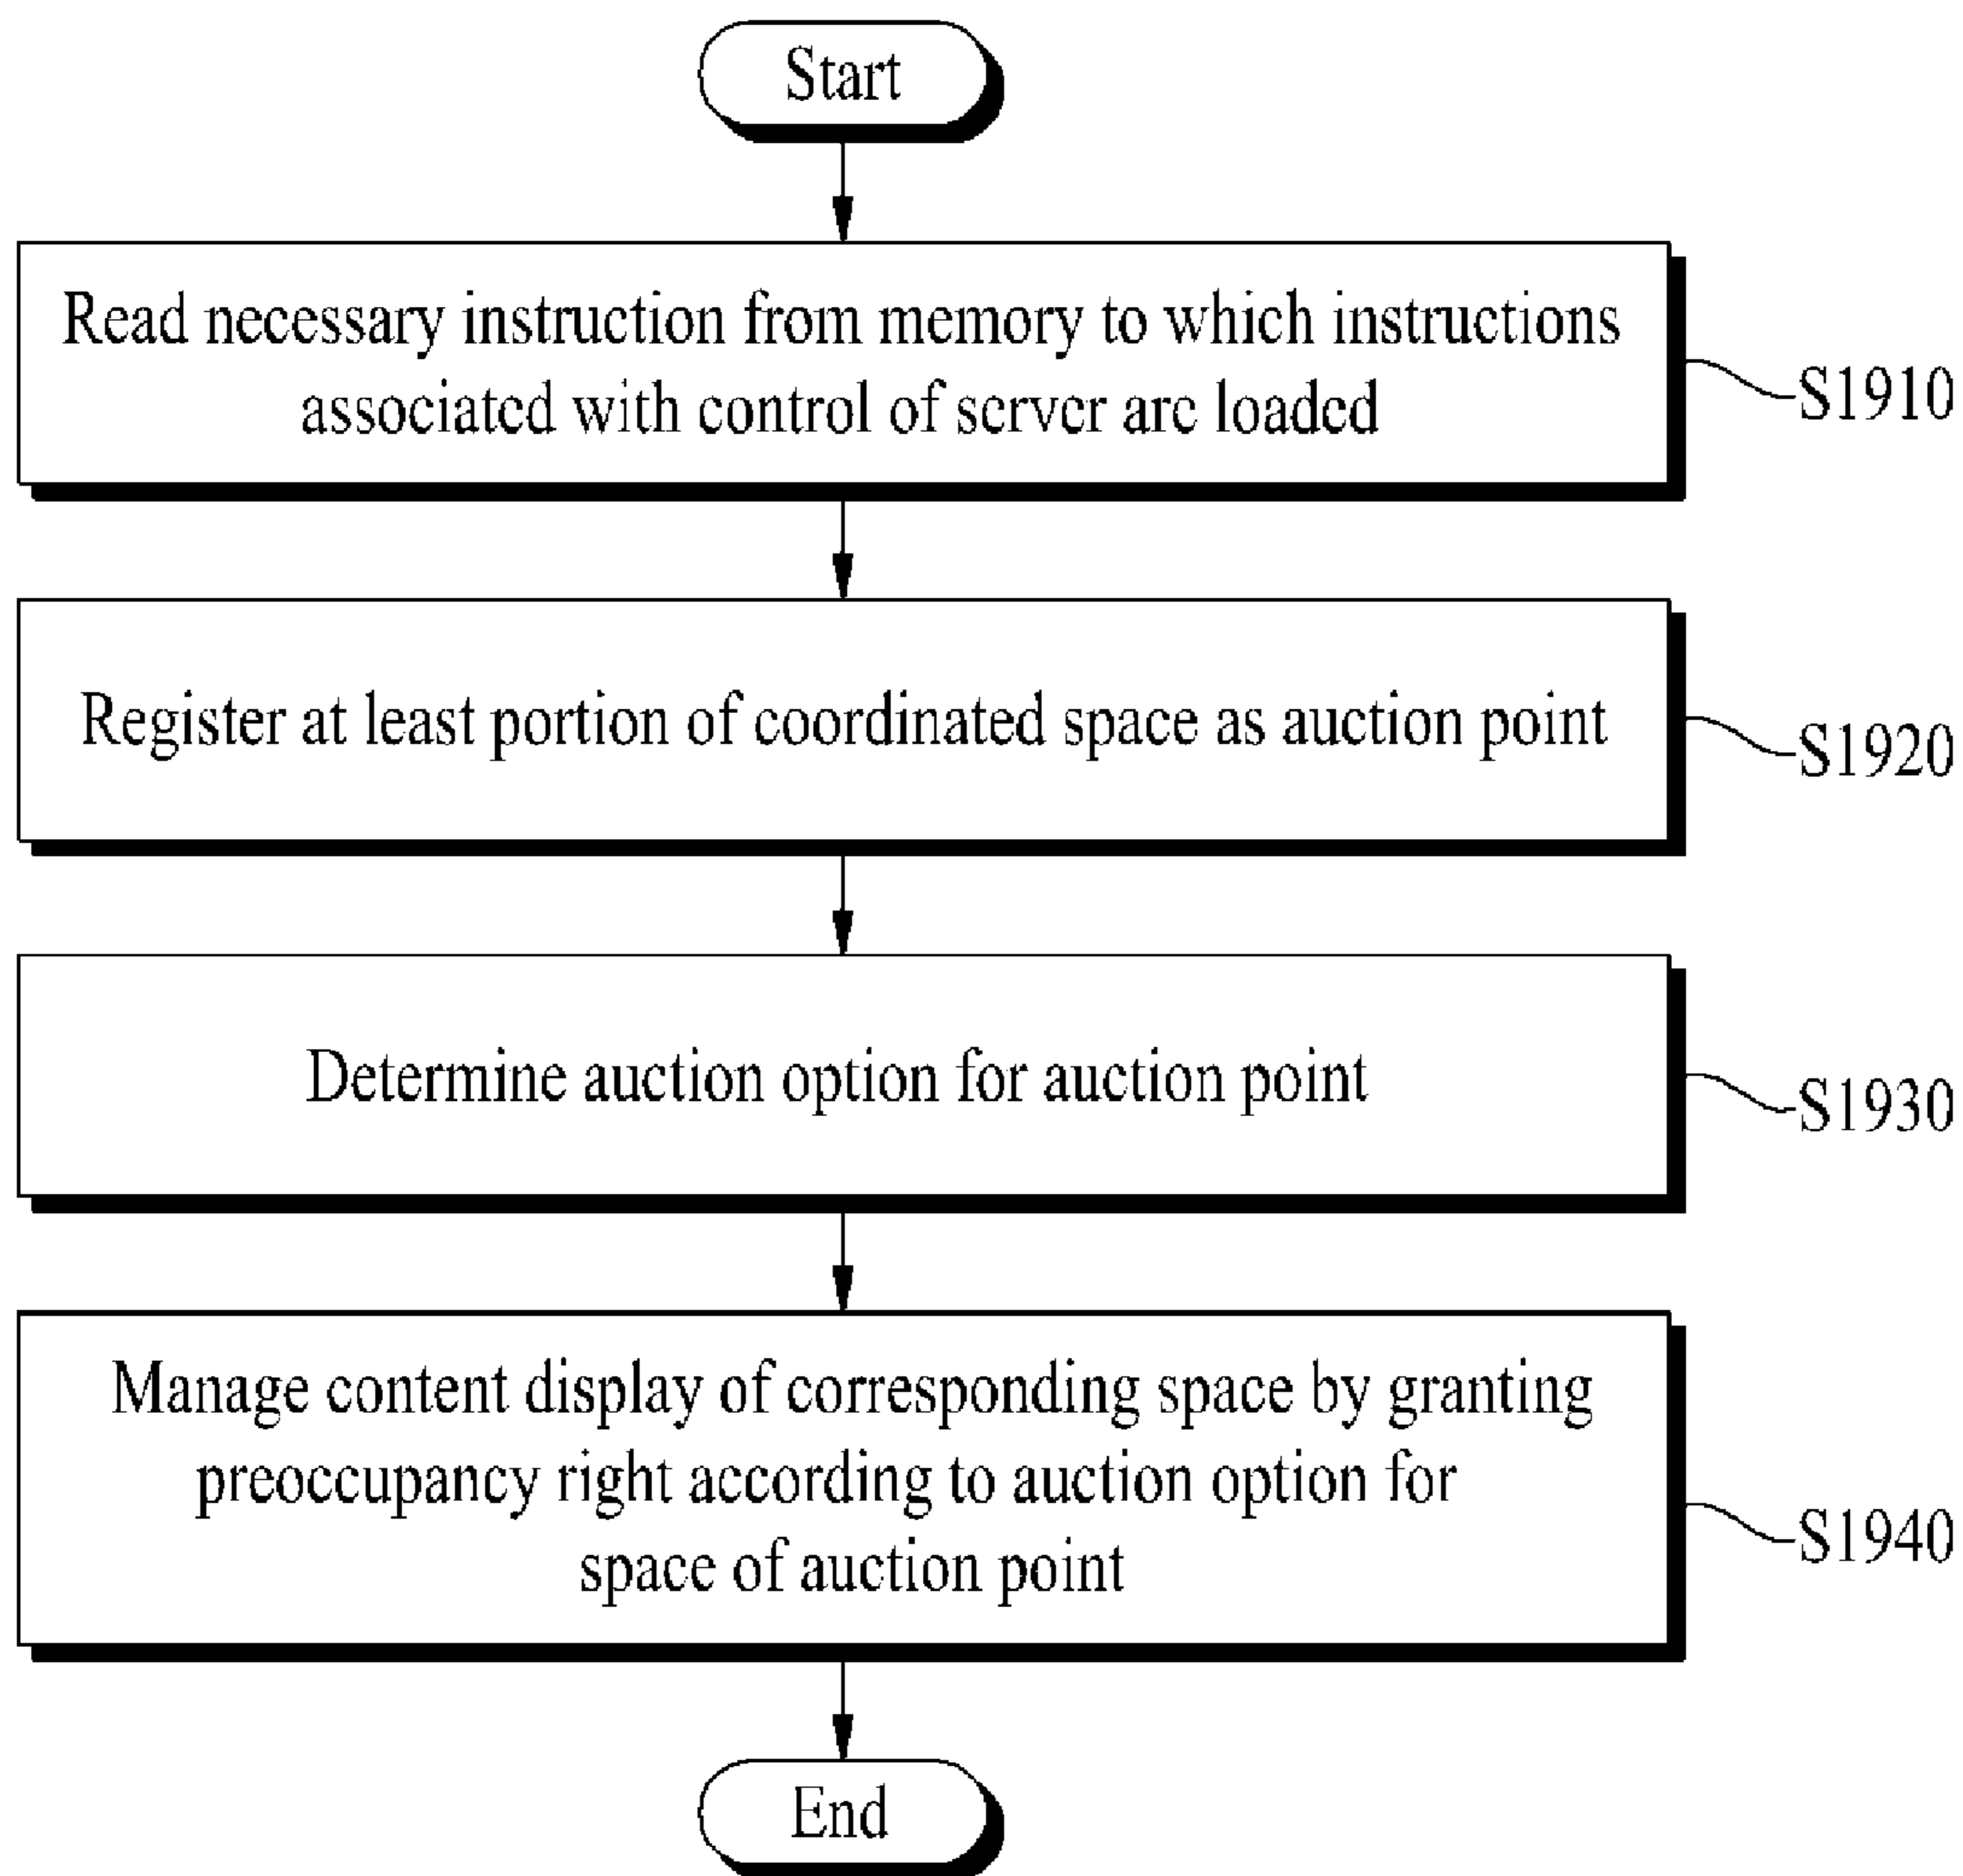 Start
Read necessary instruction from memory to which instructions
associated with control of server are loaded
S1910
Register at least portion of coordinated space as auction point
S1920
Determine auction option for auction point
S1930
Manage content display of corresponding space by granting
preoccupancy right according to auction option for
space of auction point
S1940
End